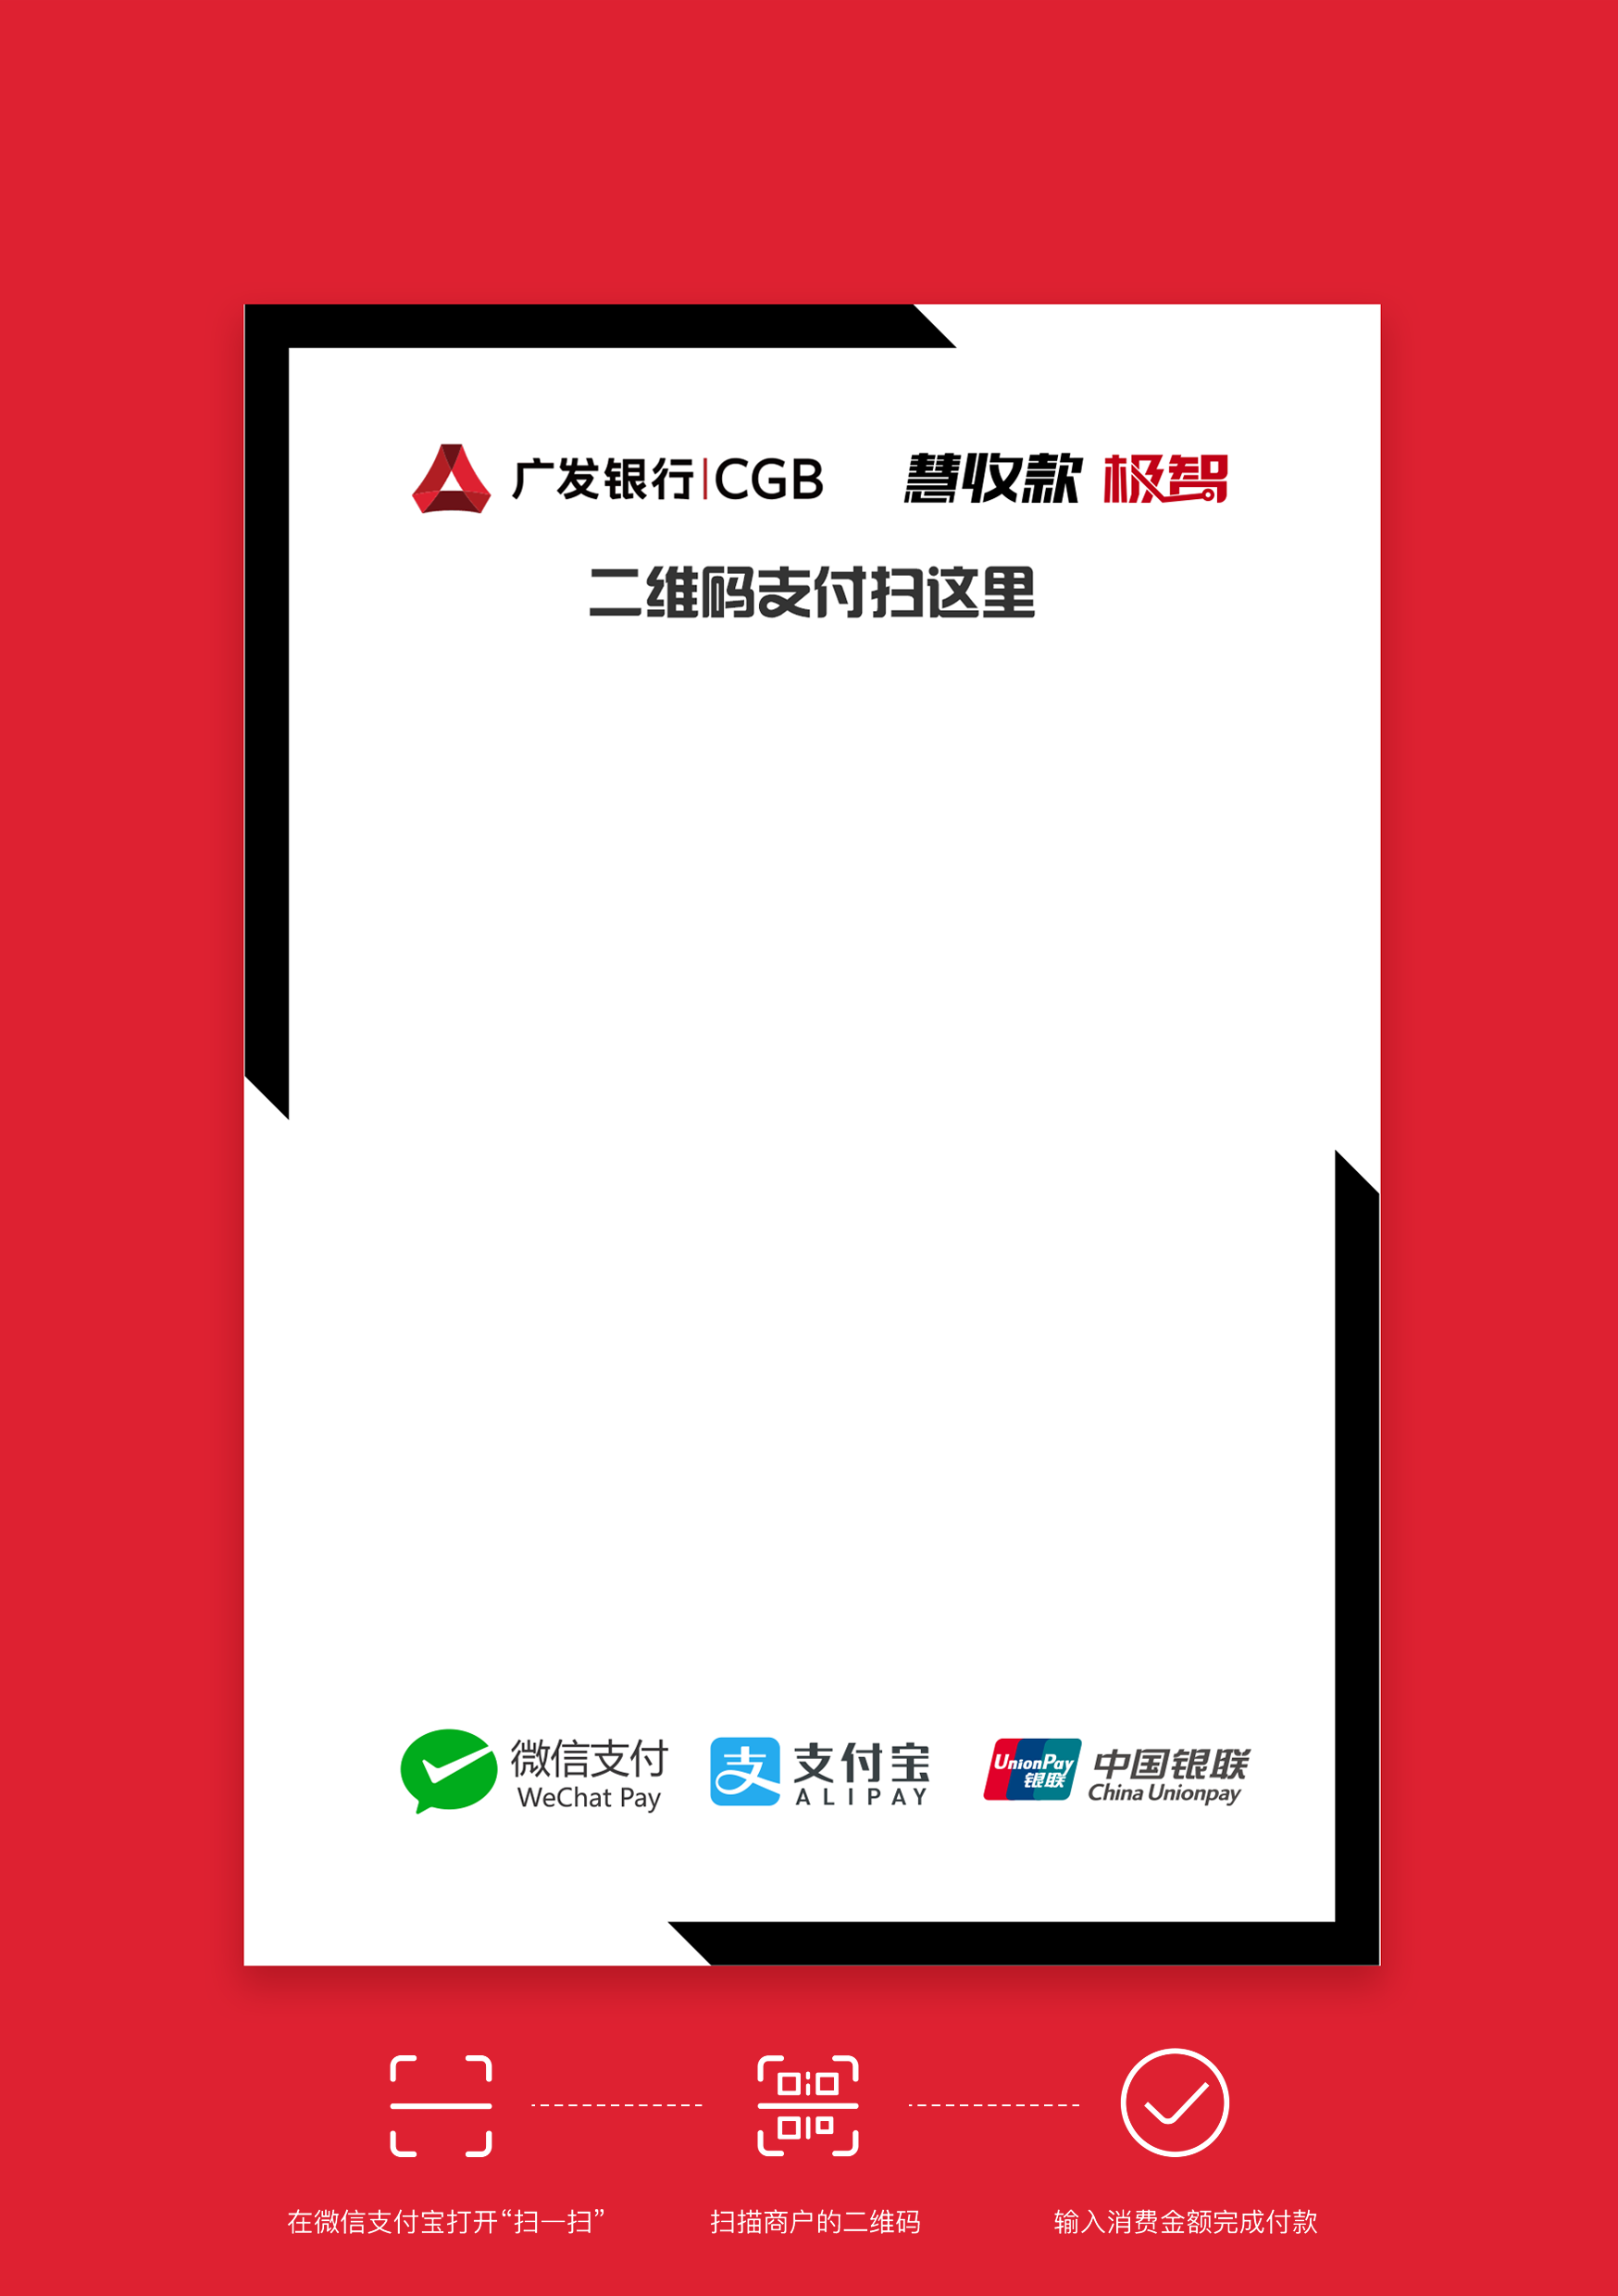 广发银行|CGB 慧收款 极智
二维码支付扫这里
微信支付 支付宝 UnionPay 银联 中国银联
WeChat Pay ALIPAY China Unionpay
在微信支付宝打开“扫一扫” 扫描商户的二维码 输入消费金额完成付款